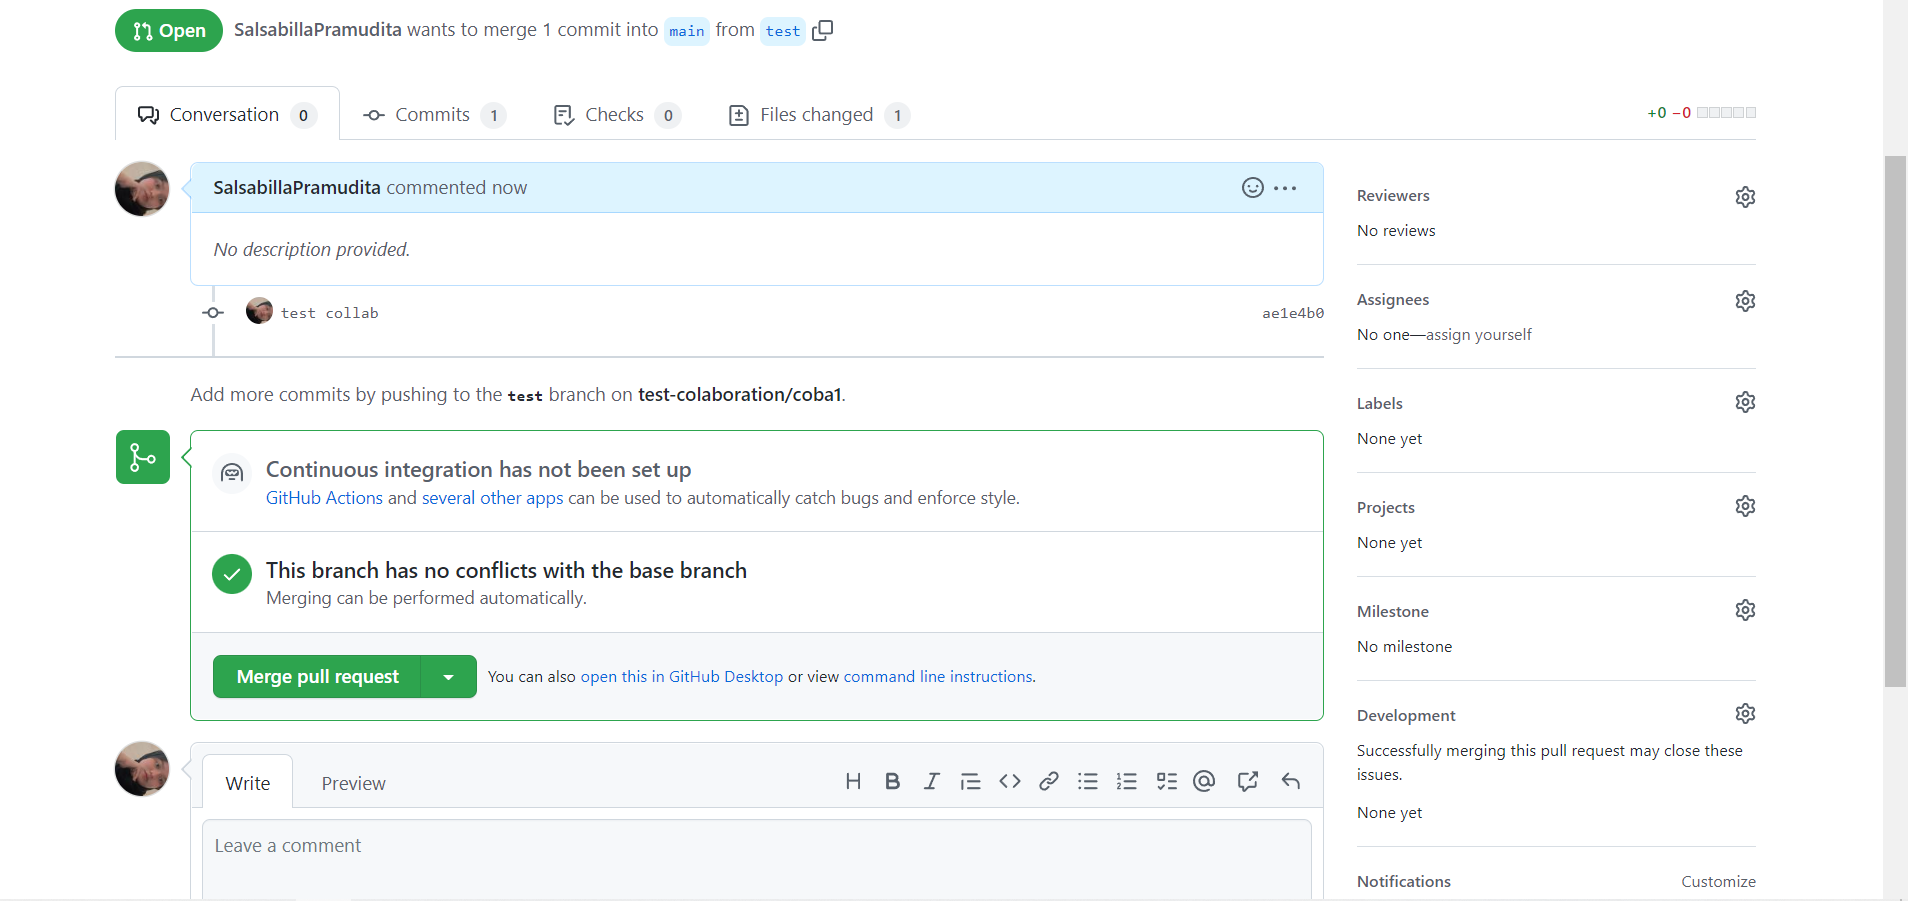 Open SalsabillaPramudita wants to merge 1 commit into main from test
Conversation 0 Commits 1 Checks 0 Files changed 1 +0 −0
SalsabillaPramudita commented now
No description provided.
test collab ae1e4b0
Add more commits by pushing to the test branch on test-colaboration/coba1.
Continuous integration has not been set up
GitHub Actions and several other apps can be used to automatically catch bugs and enforce style.
This branch has no conflicts with the base branch
Merging can be performed automatically.
Merge pull request You can also open this in GitHub Desktop or view command line instructions.
Write Preview
Leave a comment
Reviewers
No reviews
Assignees
No one—assign yourself
Labels
None yet
Projects
None yet
Milestone
No milestone
Development
Successfully merging this pull request may close these
issues.
None yet
Notifications Customize